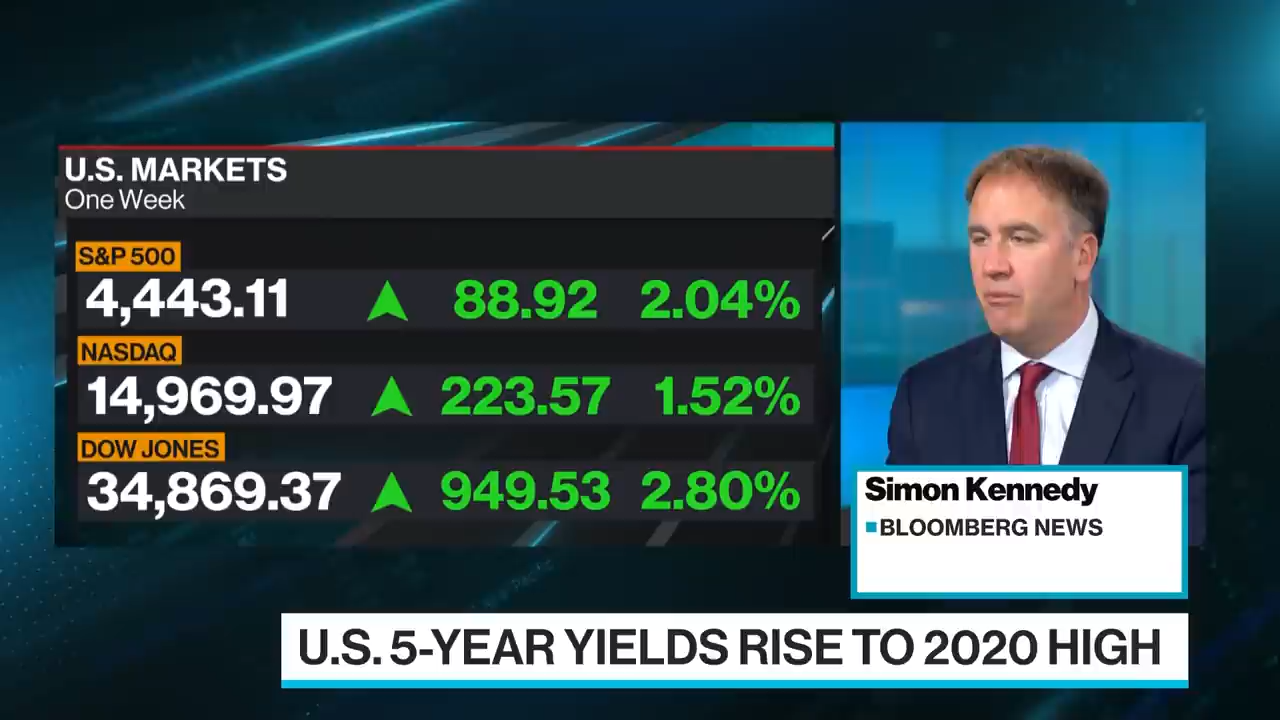 U.S. MARKETS
One Week
S&P 500
4,443.11 ▲ 88.92 2.04%
NASDAQ
14,969.97 ▲ 223.57 1.52%
DOW JONES
34,869.37 ▲ 949.53 2.80%
Simon Kennedy
BLOOMBERG NEWS
U.S. 5-YEAR YIELDS RISE TO 2020 HIGH